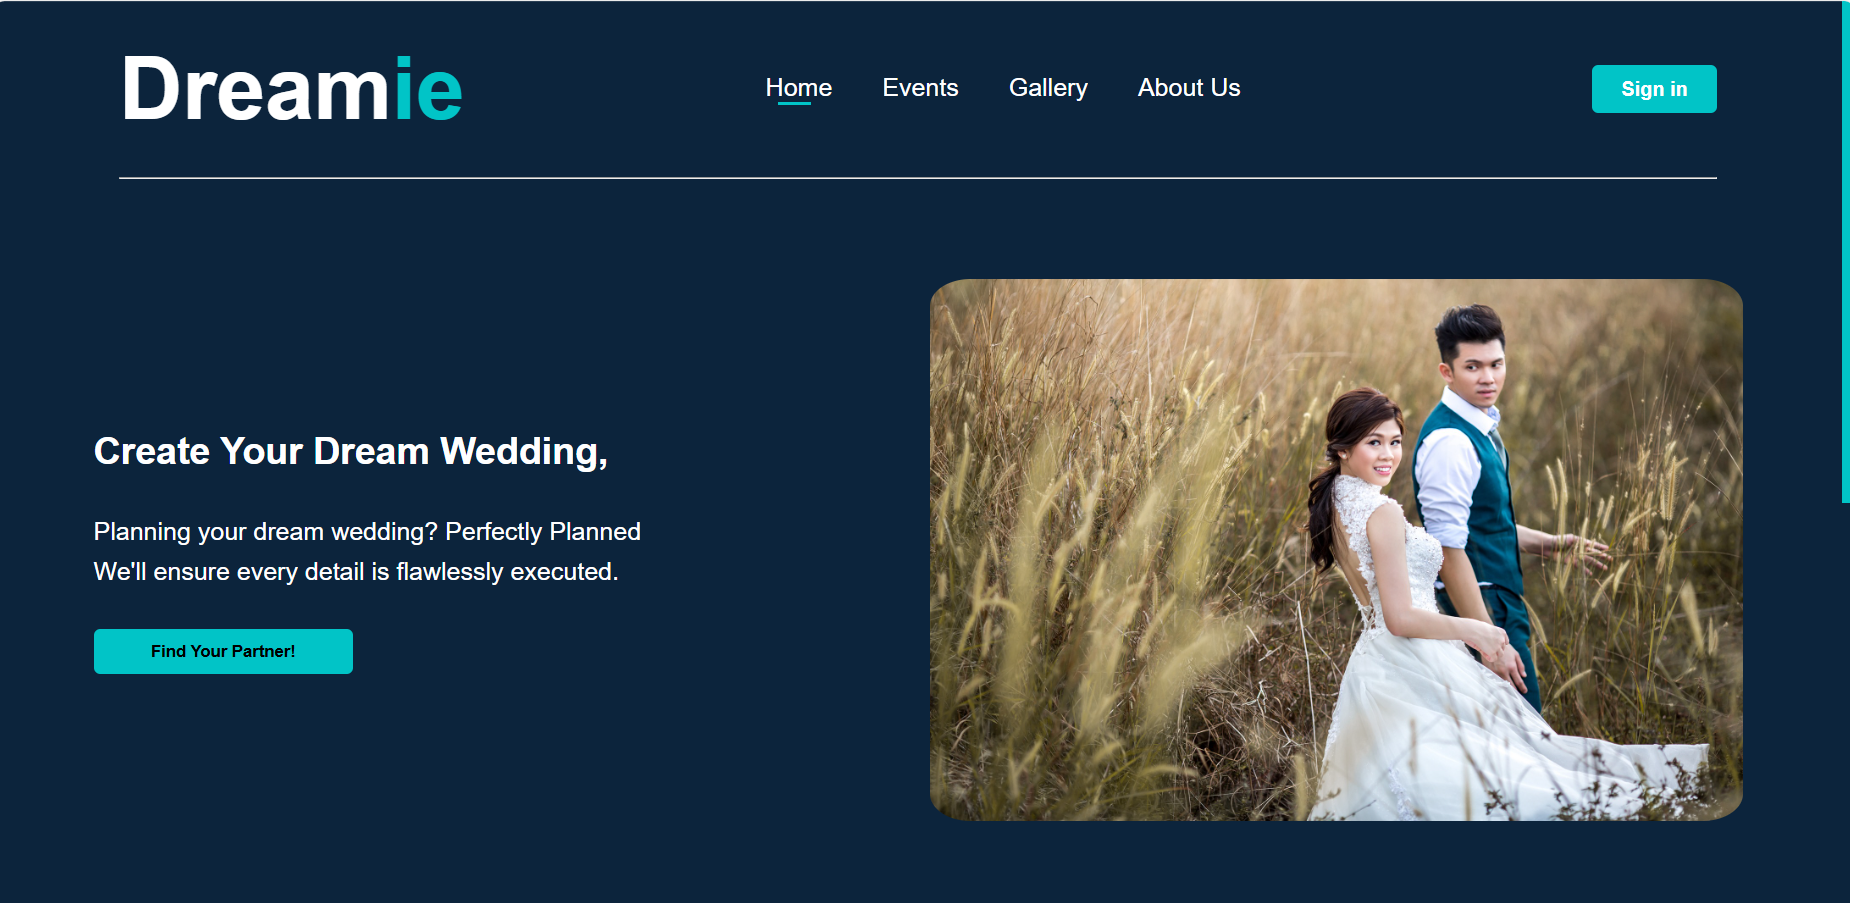 Dreamie
Home Events Gallery About Us
Sign in
Create Your Dream Wedding,
Planning your dream wedding? Perfectly Planned
We'll ensure every detail is flawlessly executed.
Find Your Partner!